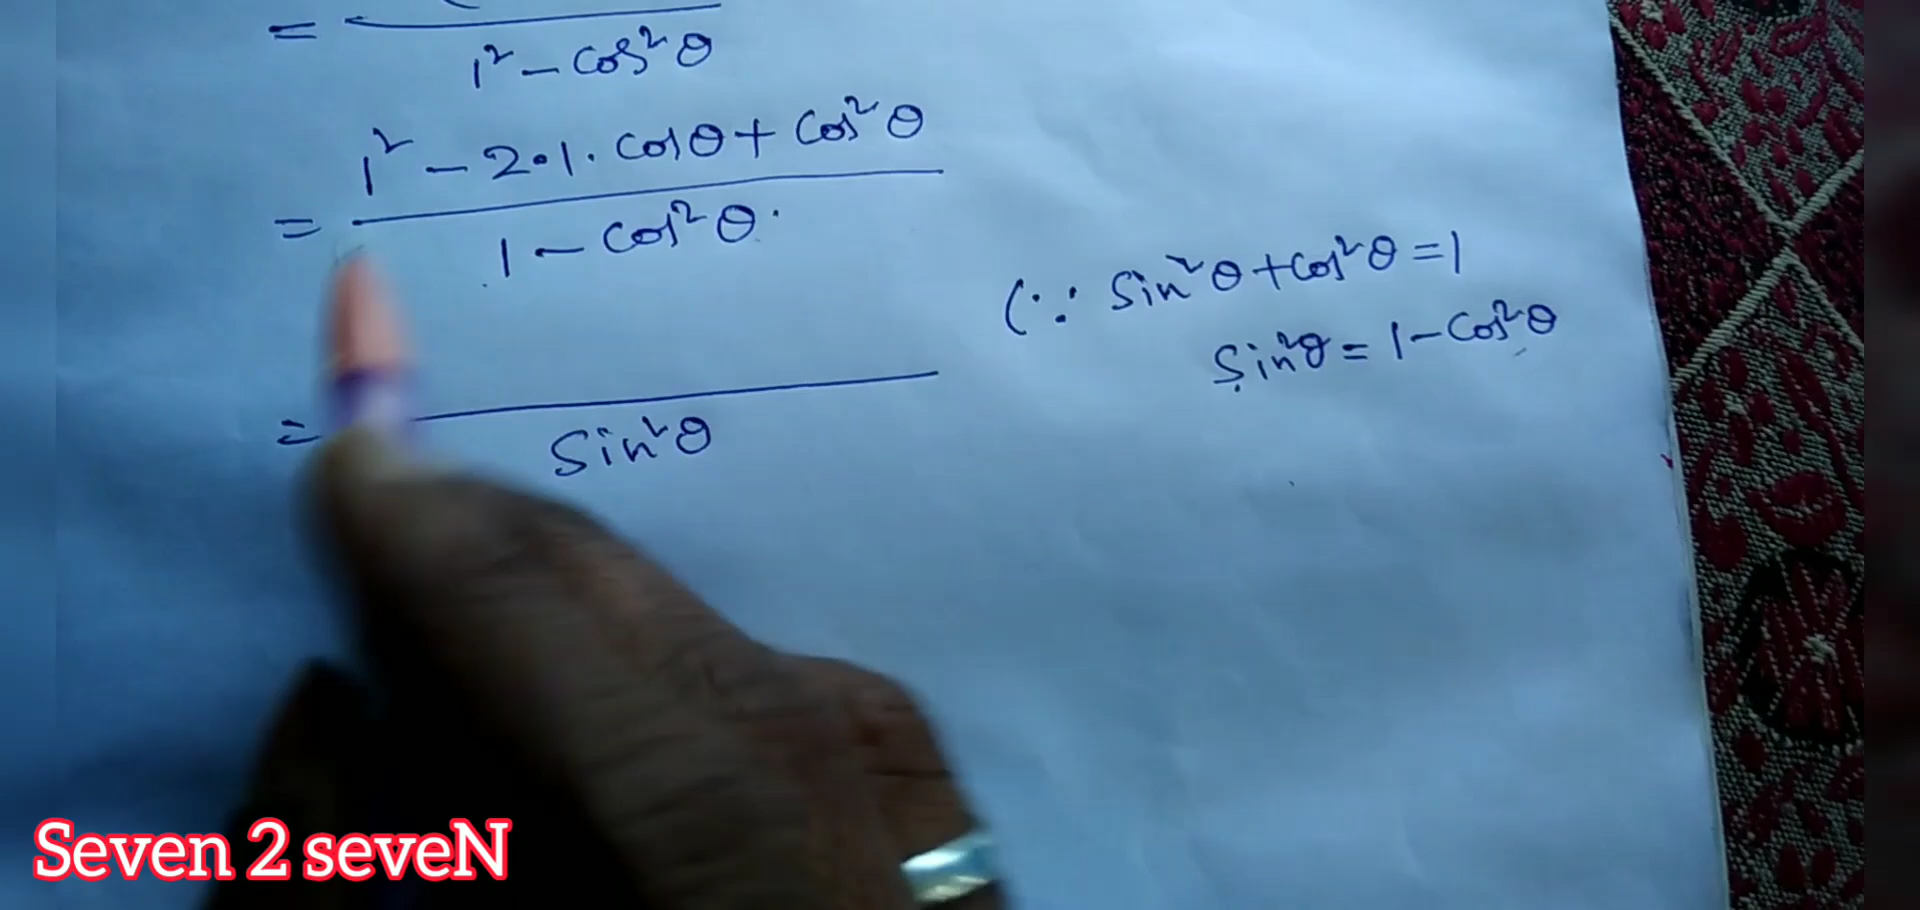 =
1² - cos²θ
1² - 2·1·cosθ + cos²θ
= 1 - cos²θ
(∵ sin²θ + cos²θ = 1
sin²θ = 1 - cos²θ
= sin²θ
Seven 2 seveN